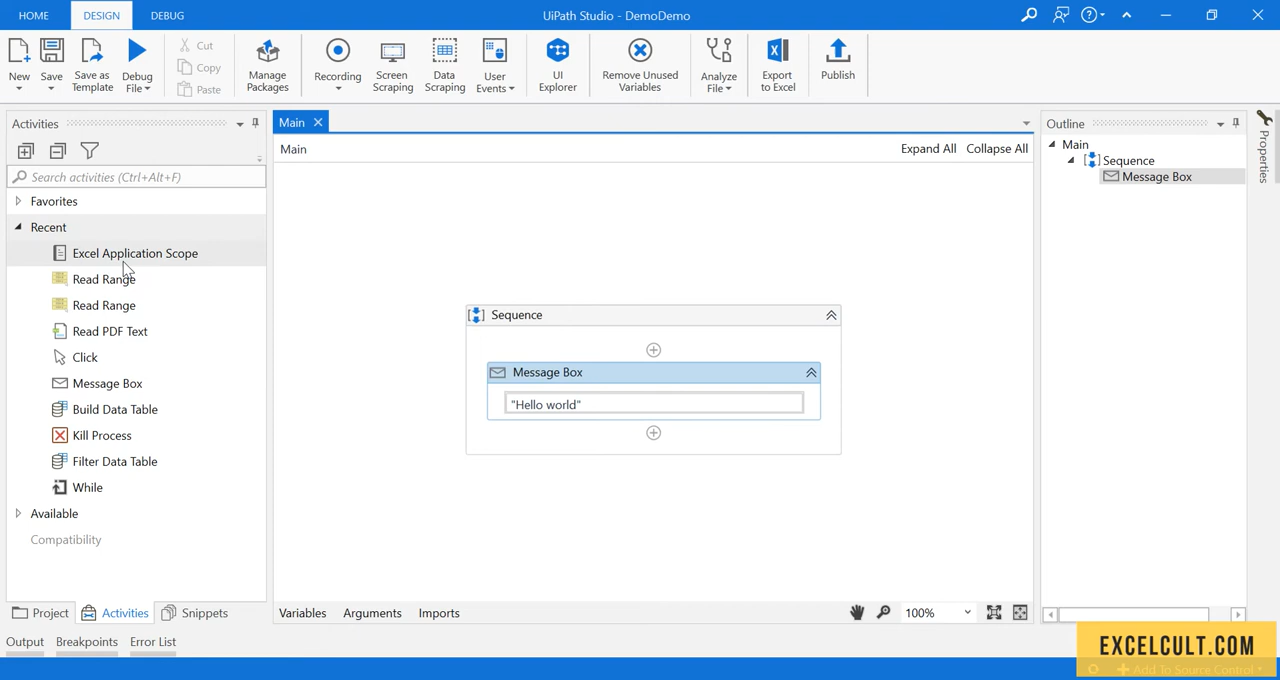 HOME
DESIGN
DEBUG
UiPath Studio - DemoDemo
New
Save
Save as
Template
Debug
File
Cut
Copy
Paste
Manage
Packages
Recording
Screen
Scraping
Data
Scraping
User
Events
UI
Explorer
Remove Unused
Variables
Analyze
File
Export
to Excel
Publish
Activities
Search activities (Ctrl+Alt+F)
Favorites
Recent
Excel Application Scope
Read Range
Read Range
Read PDF Text
Click
Message Box
Build Data Table
Kill Process
Filter Data Table
While
Available
Compatibility
Project
Activities
Snippets
Main
Main
Expand All
Collapse All
Sequence
Message Box
"Hello world"
Variables
Arguments
Imports
100%
Outline
Main
Sequence
Message Box
Properties
Output
Breakpoints
Error List
EXCELCULT.COM
Add To Source Control